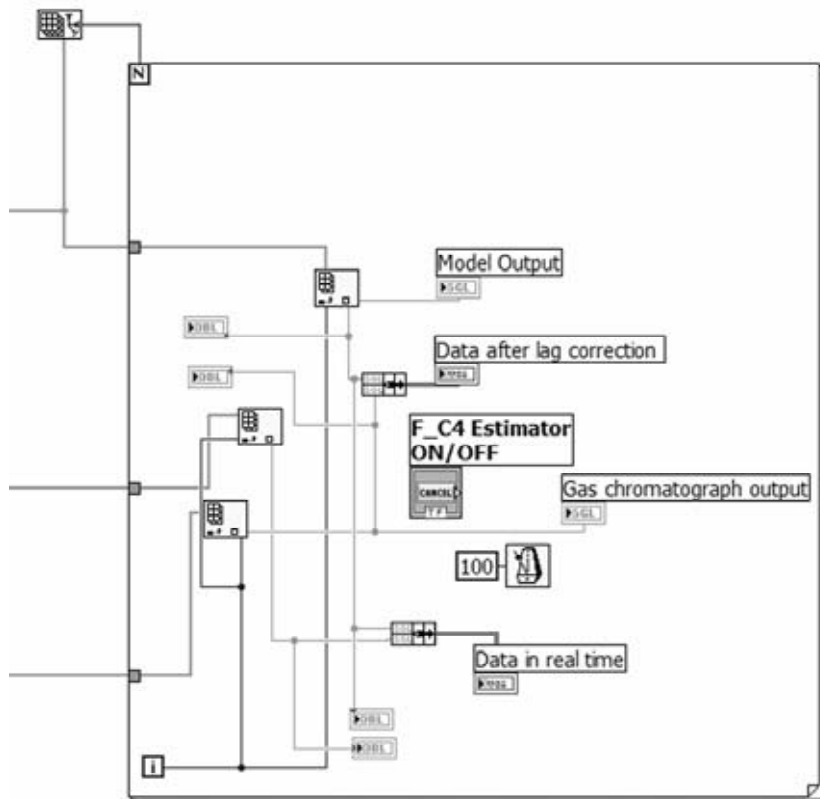 N
Model Output
SGL
DBL
Data after lag correction
DBL
F_C4 Estimator
ON/OFF
CANCEL
TF
Gas chromatograph output
SGL
100
Data in real time
DBL
DBL
i